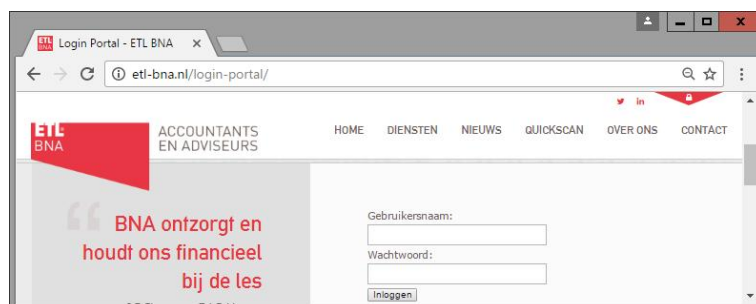 Login Portal - ETL BNA
etl-bna.nl/login-portal/
ETL
BNA
ACCOUNTANTS
EN ADVISEURS
HOME DIENSTEN NIEUWS QUICKSCAN OVER ONS CONTACT
BNA ontzorgt en
houdt ons financieel
bij de les
Gebruikersnaam:
Wachtwoord:
Inloggen